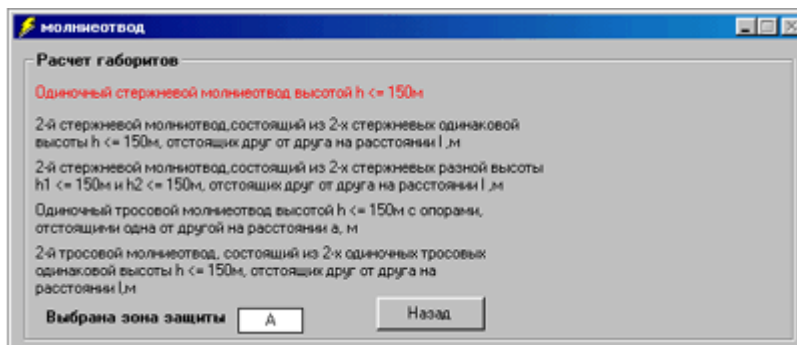 молниеотвод
Расчет габоритов
Одиночный стержневой молниеотвод высотой h <= 150м
2-й стержневой молниотвод,состоящий из 2-х стержневых одинаковой
высоты h <= 150м, отстоящих друг от друга на расстоянии l ,м
2-й стержневой молниеотвод,состоящий из 2-х стержневых разной высоты
h1 <= 150м и h2 <= 150м, отстоящих друг от друга на расстоянии l ,м
Одиночный тросовой молниеотвод высотой h <= 150м с опорами,
отстоящими одна от другой на расстоянии а, м
2-й тросовой молниеотвод, состоящий из 2-х одиночных тросовых
одинаковой высоты h <= 150м, отстоящих друг от друга на
расстоянии l,м
Выбрана зона защиты А Назад